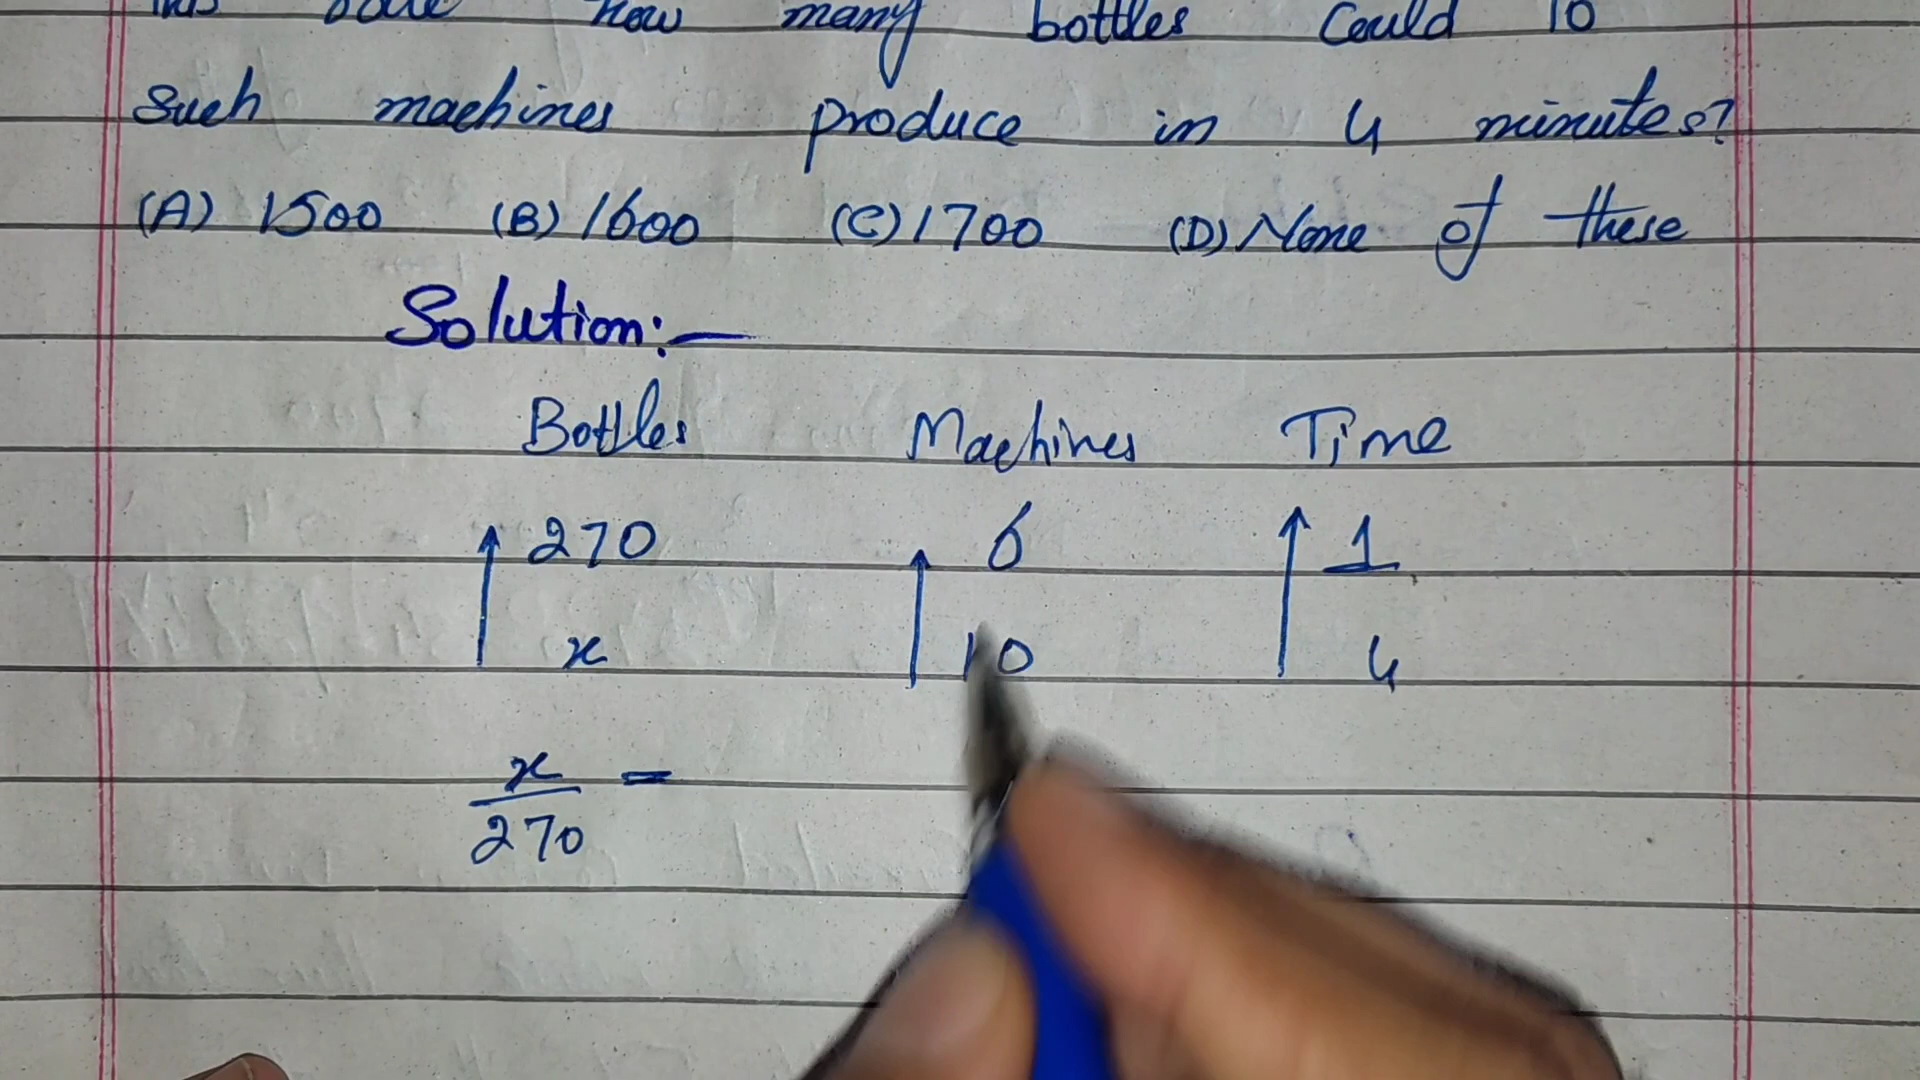 how many bottles Could 10
such machines produce in 4 minutes?
(A) 1500 (B) 1600 (C) 1700 (D) None of these
Solution:—
Bottles Machines Time
270 6 1
x 10 4
x/270 =